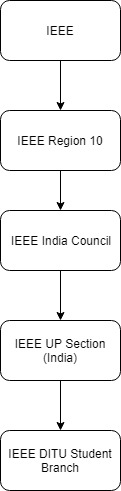 IEEE
IEEE Region 10
IEEE India Council
IEEE UP Section
(India)
IEEE DITU Student
Branch